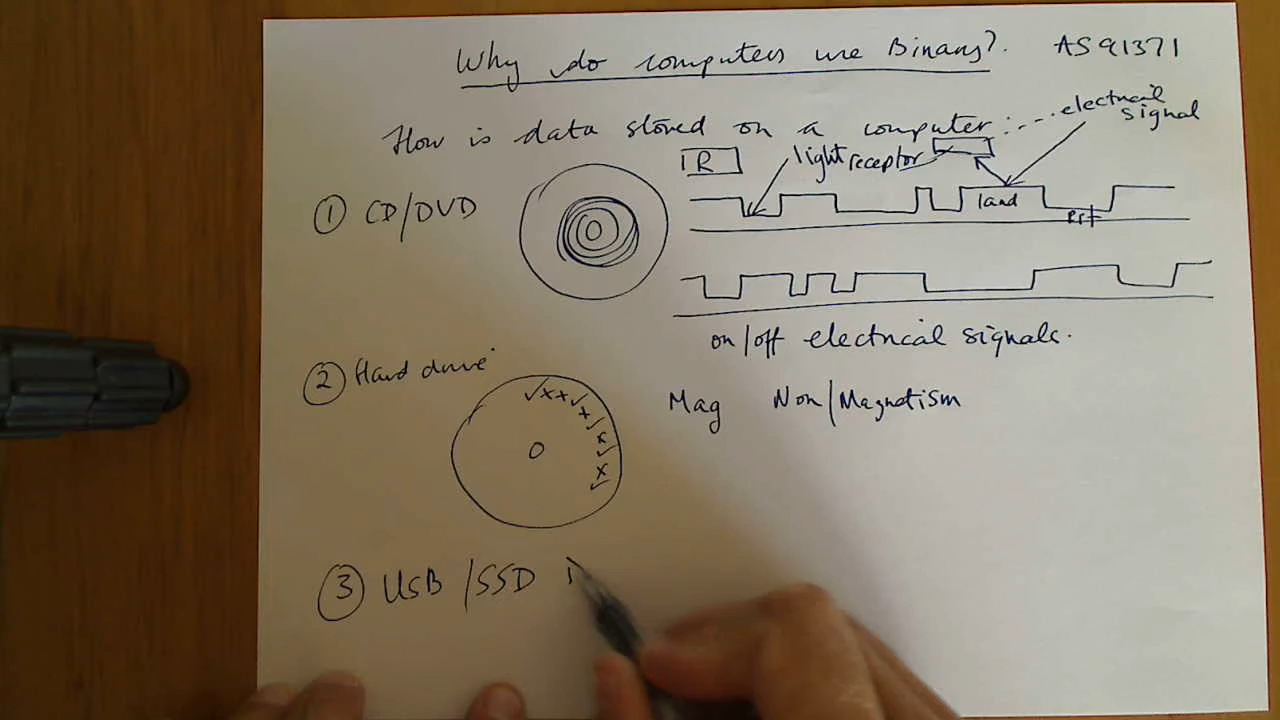 Why do computers use Binary? AS91371
How is data stored on a computer
electrical signal
IR
light receptor
① CD/DVD
land
pit
on/off electrical signals.
② Hard drive
✓ x x ✓ x ✓ x ✓ x ✓
Mag Non/Magnetism
③ USB/SSD